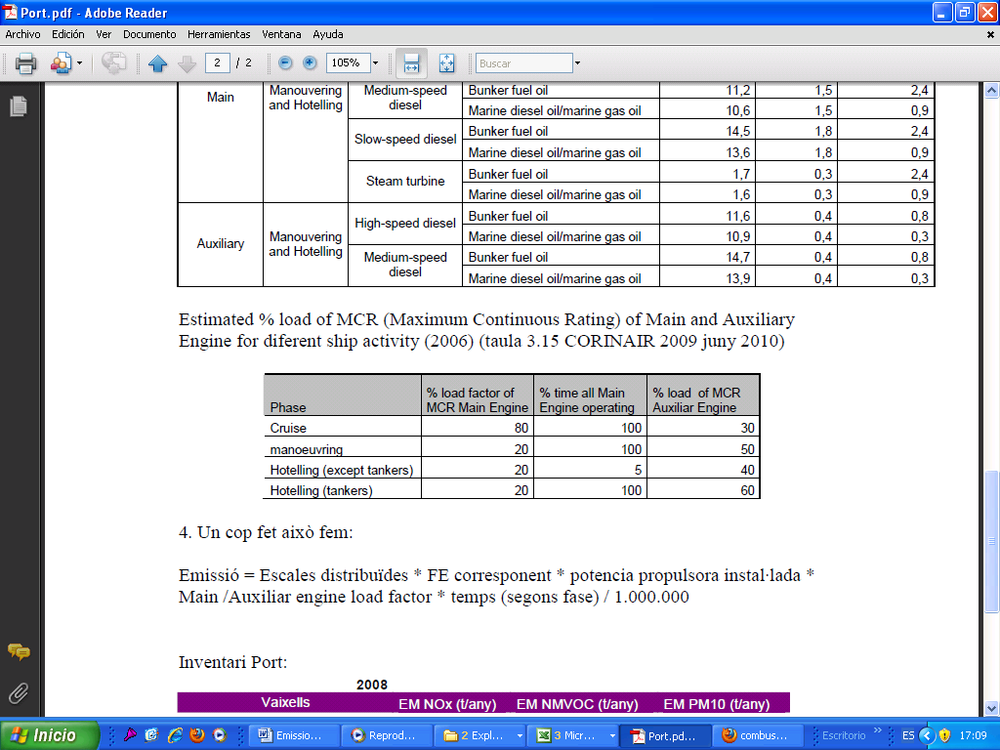 Port.pdf - Adobe Reader
Archivo Edición Ver Documento Herramientas Ventana Ayuda
2 / 2 105% Buscar
Main Manouvering and Hotelling Medium-speed diesel Bunker fuel oil 11,2 1,5 2,4
Marine diesel oil/marine gas oil 10,6 1,5 0,9
Slow-speed diesel Bunker fuel oil 14,5 1,8 2,4
Marine diesel oil/marine gas oil 13,6 1,8 0,9
Steam turbine Bunker fuel oil 1,7 0,3 2,4
Marine diesel oil/marine gas oil 1,6 0,3 0,9
Auxiliary Manouvering and Hotelling High-speed diesel Bunker fuel oil 11,6 0,4 0,8
Marine diesel oil/marine gas oil 10,9 0,4 0,3
Medium-speed diesel Bunker fuel oil 14,7 0,4 0,8
Marine diesel oil/marine gas oil 13,9 0,4 0,3
Estimated % load of MCR (Maximum Continuous Rating) of Main and Auxiliary
Engine for diferent ship activity (2006) (taula 3.15 CORINAIR 2009 juny 2010)
Phase % load factor of MCR Main Engine % time all Main Engine operating % load of MCR Auxiliar Engine
Cruise 80 100 30
manoeuvring 20 100 50
Hotelling (except tankers) 20 5 40
Hotelling (tankers) 20 100 60
4. Un cop fet això fem:
Emissió = Escales distribuïdes * FE corresponent * potencia propulsora instal·lada *
Main /Auxiliar engine load factor * temps (segons fase) / 1.000.000
Inventari Port:
2008
Vaixells EM NOx (t/any) EM NMVOC (t/any) EM PM10 (t/any)
Inicio Emissio... Reprod... 2 Expl... 3 Micr... Port.pd... combus... Escritorio » ES 17:09